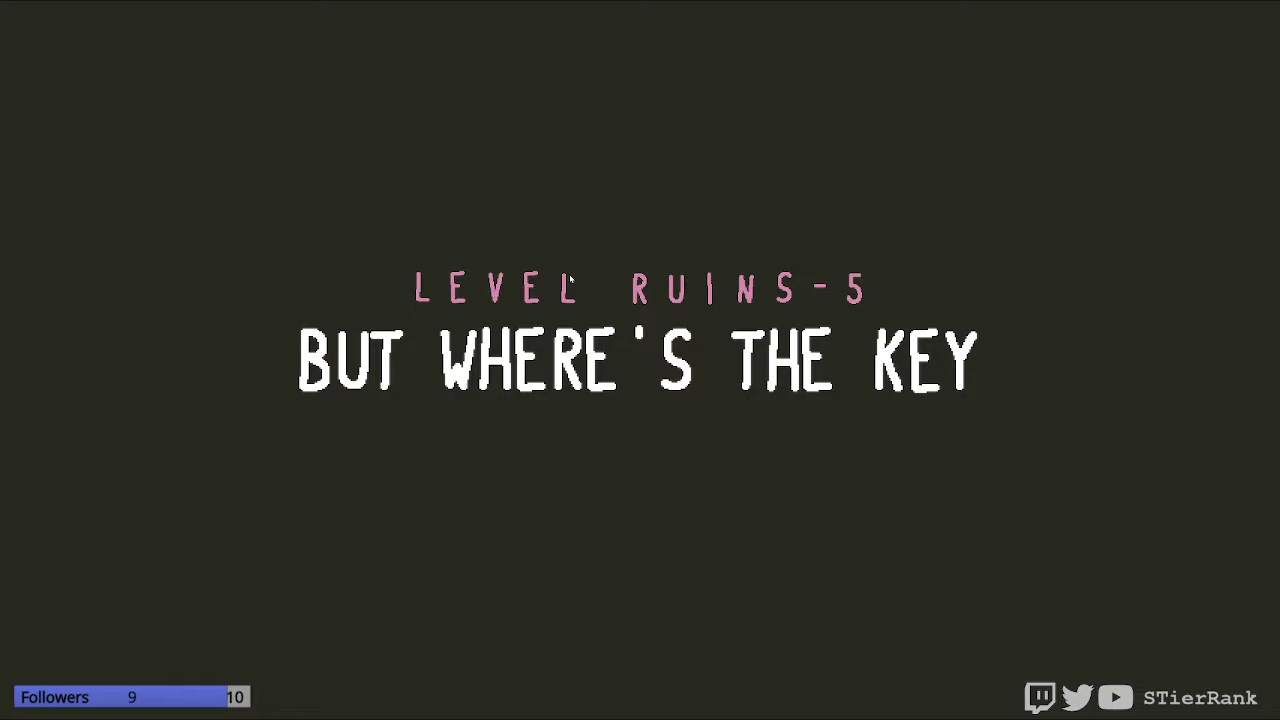 LEVEL RUINS-5
BUT WHERE'S THE KEY
Followers 9 10
STierRank